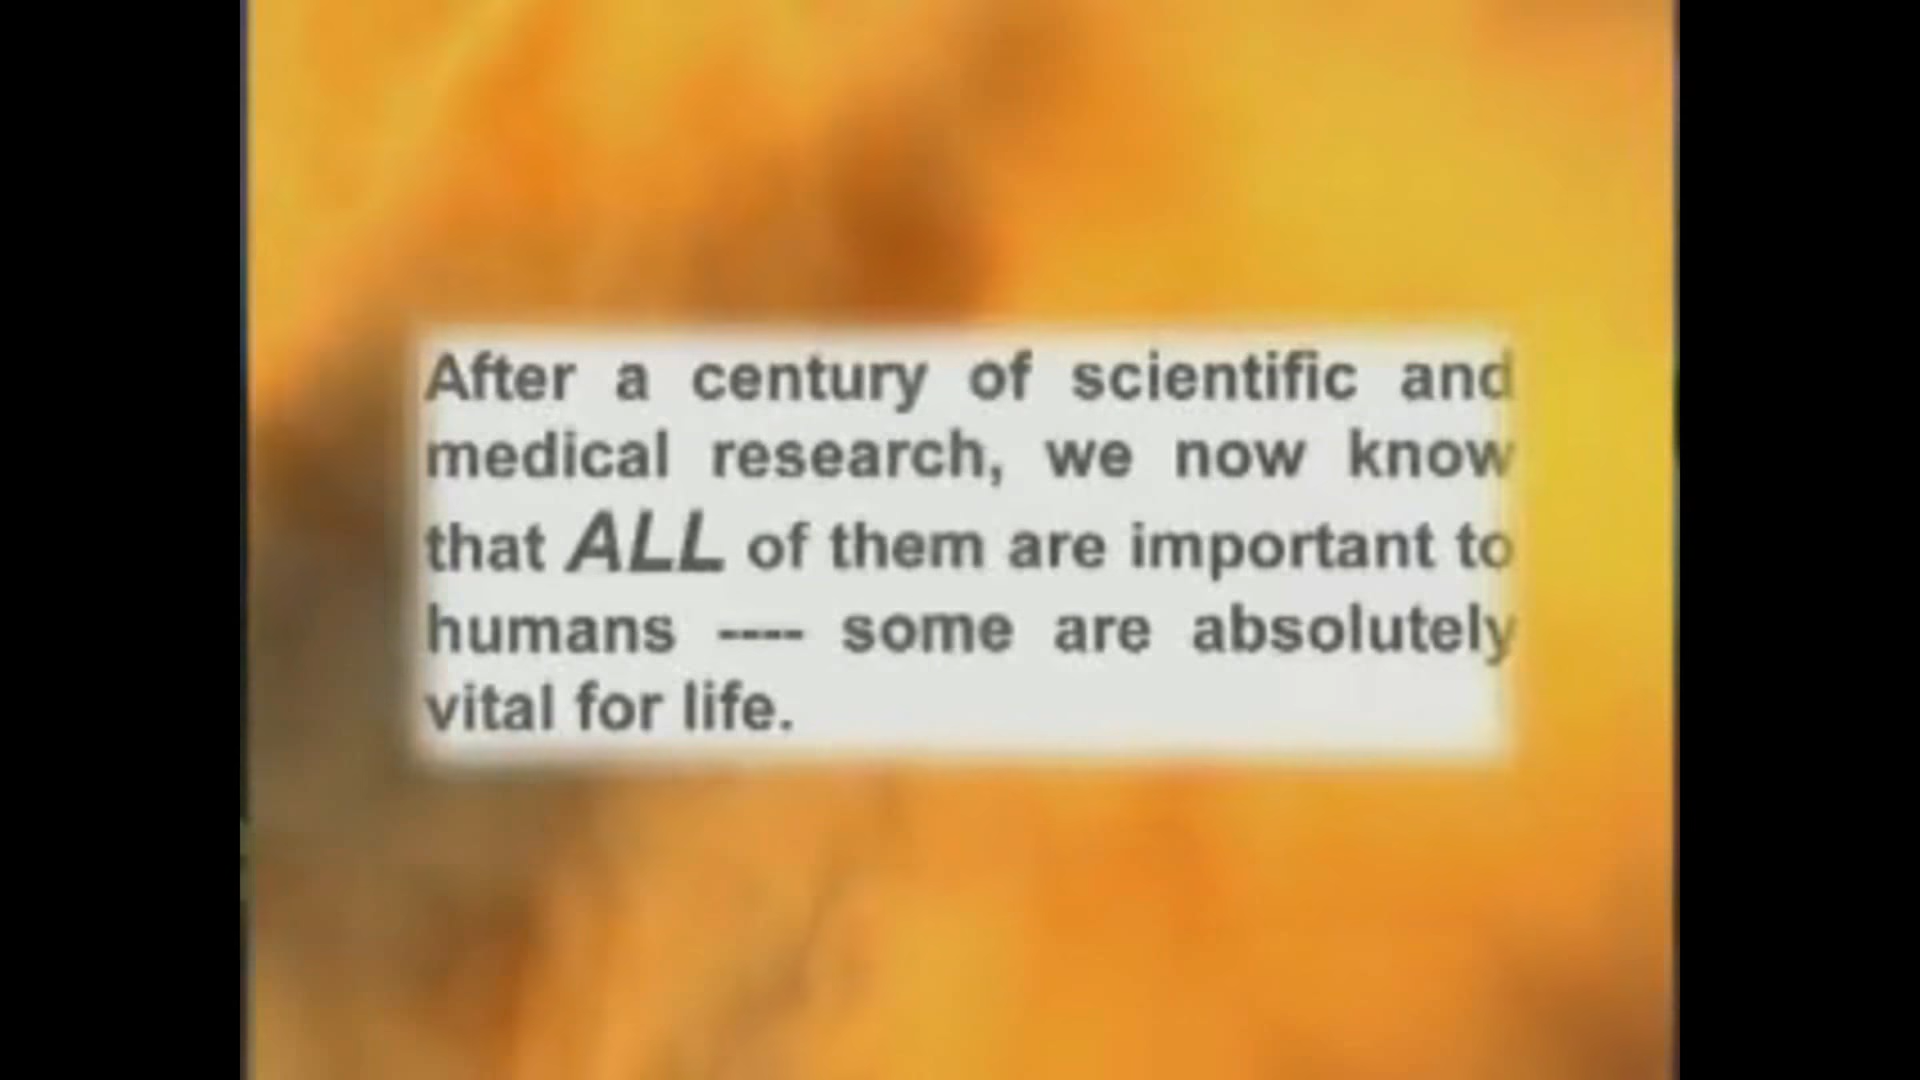 After a century of scientific and
medical research, we now know
that ALL of them are important to
humans ---- some are absolutely
vital for life.